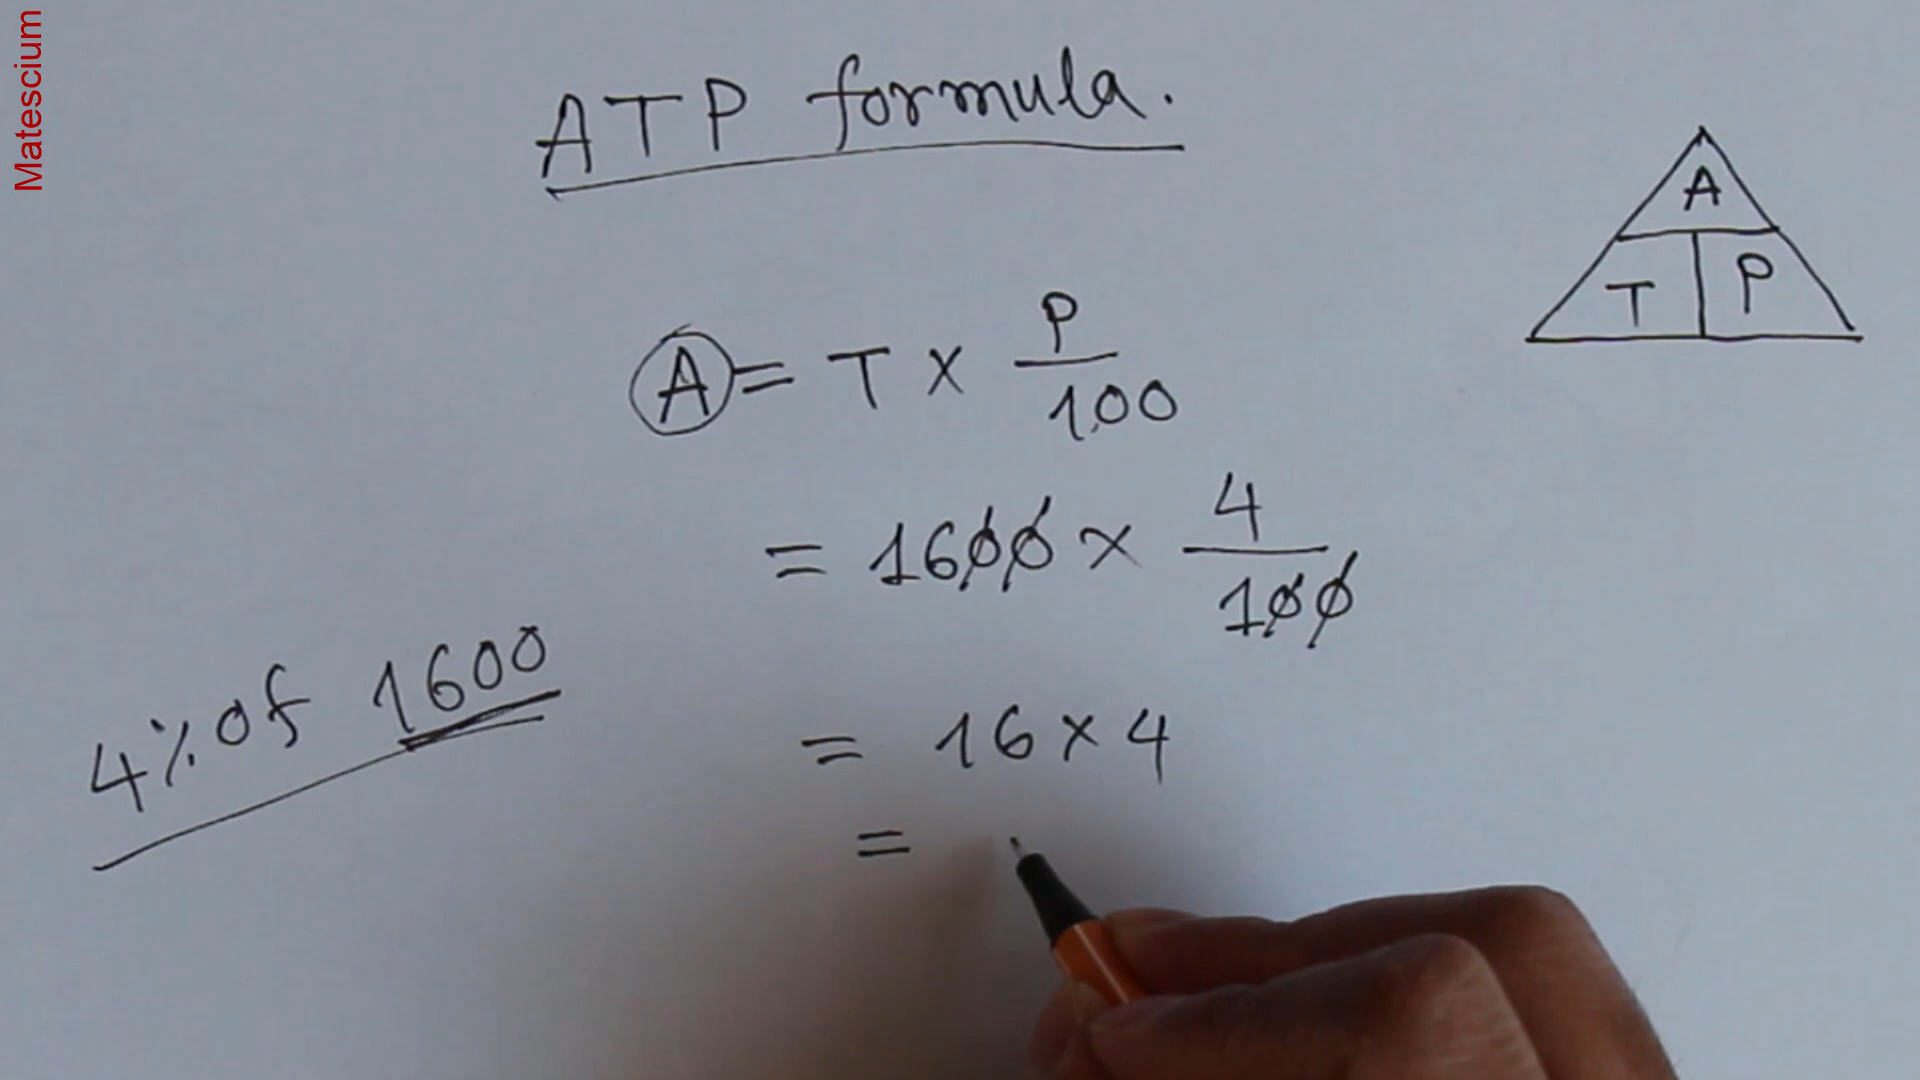 Matescium
ATP formula.
A
T P
A = T × P/100
= 1600 × 4/100
4% of 1600
= 16 × 4
=